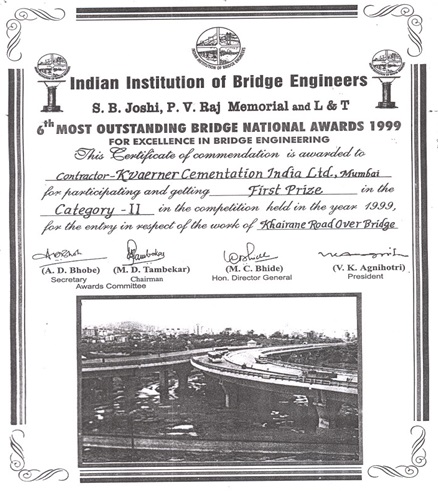 Indian Institution of Bridge Engineers
S. B. Joshi, P. V. Raj Memorial and L & T
6th MOST OUTSTANDING BRIDGE NATIONAL AWARDS 1999
FOR EXCELLENCE IN BRIDGE ENGINEERING
This Certificate of commendation is awarded to
contractor-Kvaerner Cementation India Ltd., Mumbai
for participating and getting First Prize in the
Category - II in the competition held in the year 1999,
for the entry in respect of the work of Khairane Road Over Bridge
(A. D. Bhobe) (M. D. Tambekar) (M. C. Bhide) (V. K. Agnihotri)
Secretary Chairman Hon. Director General President
Awards Committee